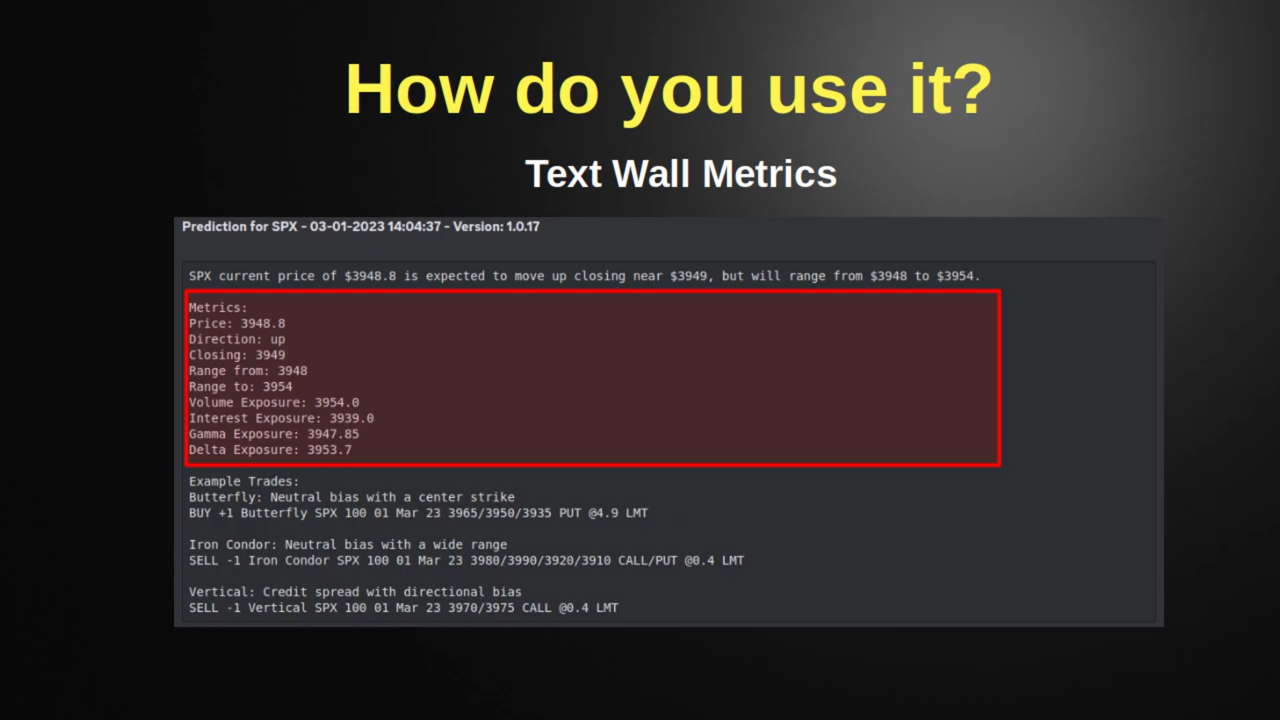 How do you use it?
Text Wall Metrics
Prediction for SPX - 03-01-2023 14:04:37 - Version: 1.0.17
SPX current price of $3948.8 is expected to move up closing near $3949, but will range from $3948 to $3954.
Metrics:
Price: 3948.8
Direction: up
Closing: 3949
Range from: 3948
Range to: 3954
Volume Exposure: 3954.0
Interest Exposure: 3939.0
Gamma Exposure: 3947.85
Delta Exposure: 3953.7
Example Trades:
Butterfly: Neutral bias with a center strike
BUY +1 Butterfly SPX 100 01 Mar 23 3965/3950/3935 PUT @4.9 LMT
Iron Condor: Neutral bias with a wide range
SELL -1 Iron Condor SPX 100 01 Mar 23 3980/3990/3920/3910 CALL/PUT @0.4 LMT
Vertical: Credit spread with directional bias
SELL -1 Vertical SPX 100 01 Mar 23 3970/3975 CALL @0.4 LMT